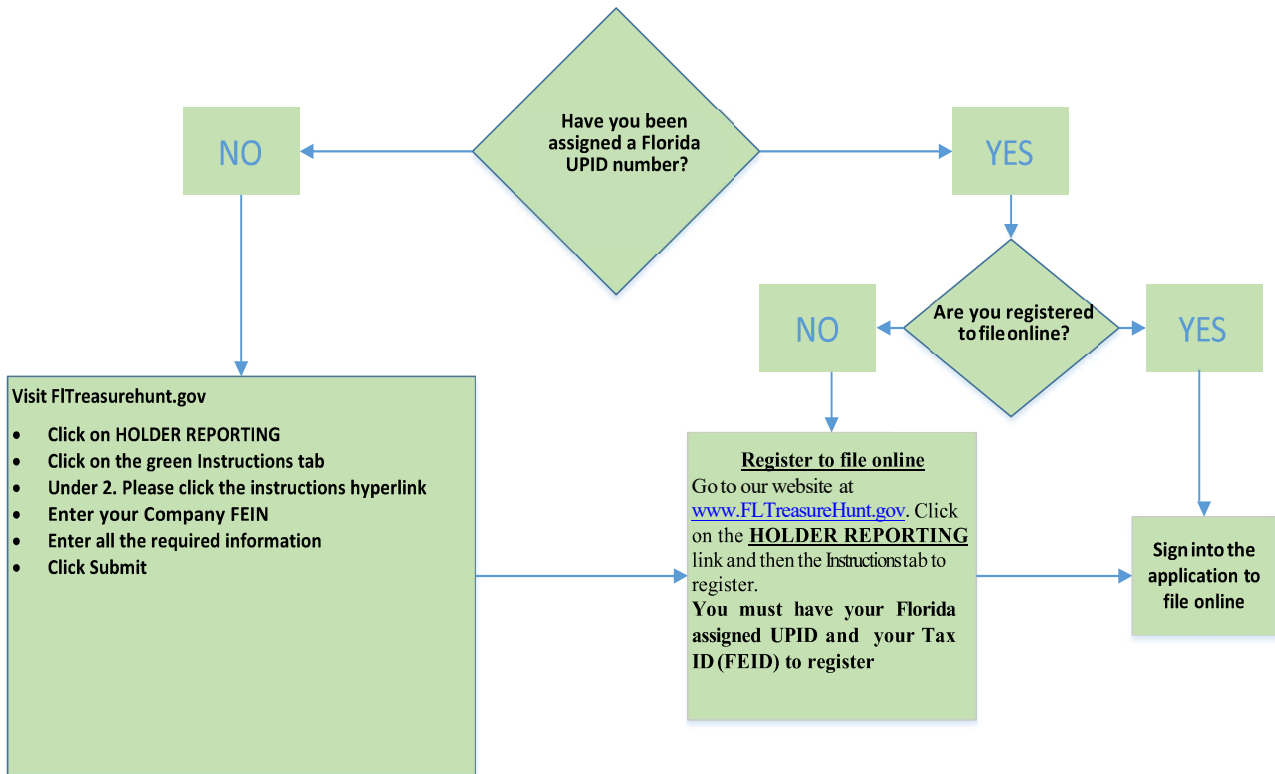 Have you been
assigned a Florida
UPID number?
NO
YES
Are you registered
to file online?
NO
YES
Visit FlTreasurehunt.gov
• Click on HOLDER REPORTING
• Click on the green Instructions tab
• Under 2. Please click the instructions hyperlink
• Enter your Company FEIN
• Enter all the required information
• Click Submit
Register to file online
Go to our website at
www.FLTreasureHunt.gov. Click
on the HOLDER REPORTING
link and then the Instructions tab to
register.
You must have your Florida
assigned UPID and your Tax
ID (FEID) to register
Sign into the
application to
file online